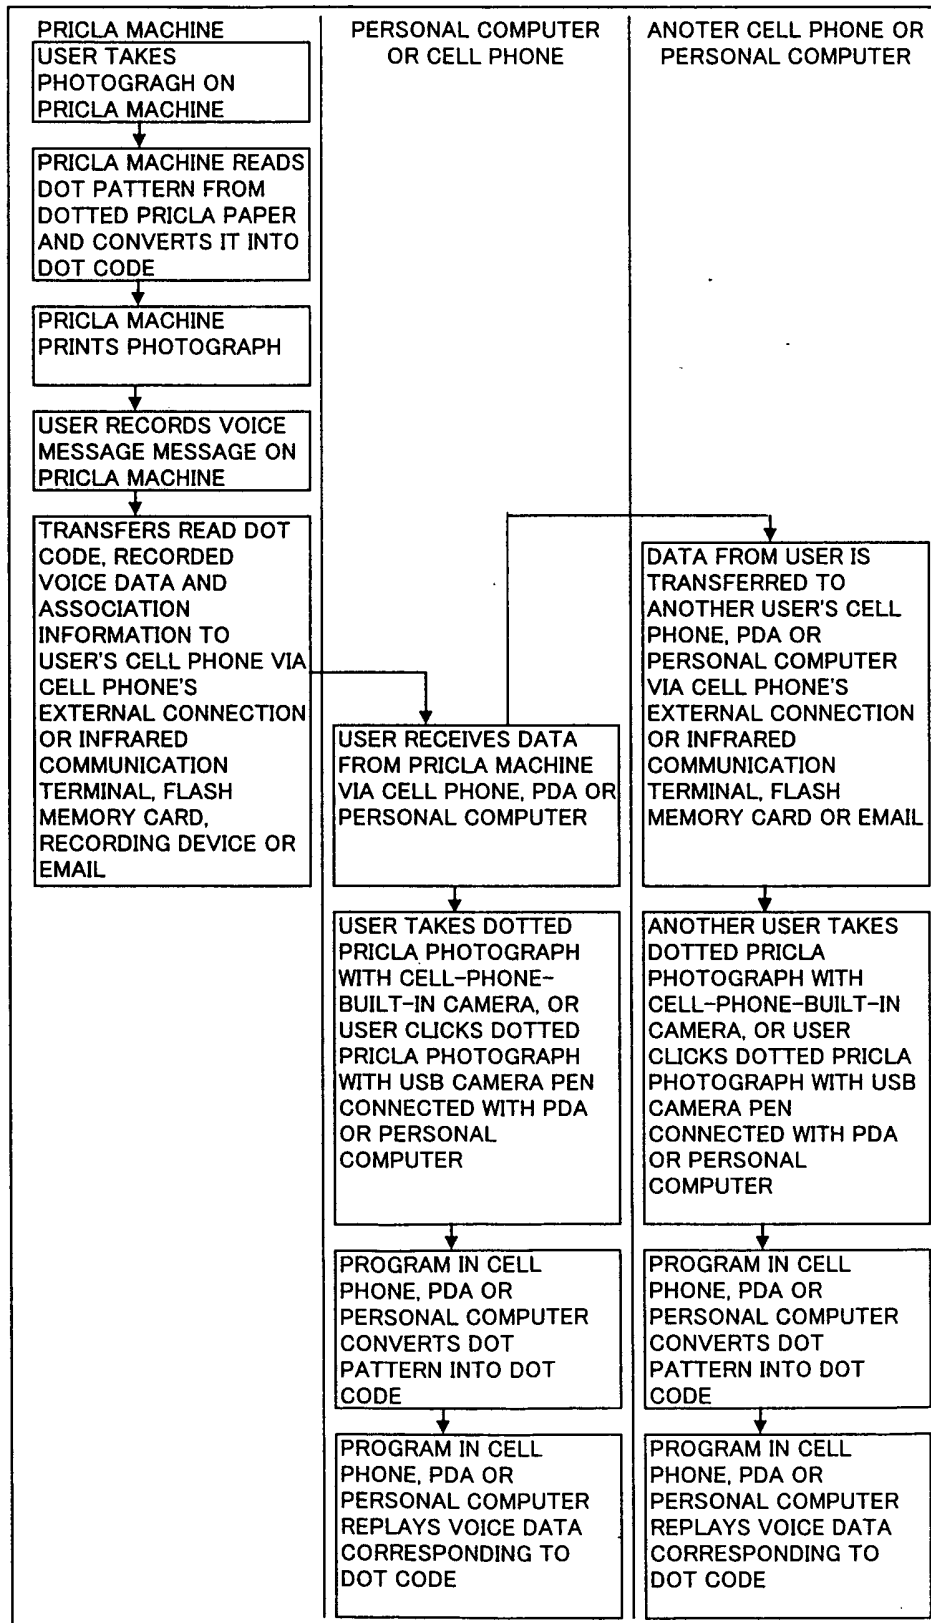 PRICLA MACHINE
USER TAKES
PHOTOGRAGH ON
PRICLA MACHINE
PRICLA MACHINE READS
DOT PATTERN FROM
DOTTED PRICLA PAPER
AND CONVERTS IT INTO
DOT CODE
PRICLA MACHINE
PRINTS PHOTOGRAPH
USER RECORDS VOICE
MESSAGE MESSAGE ON
PRICLA MACHINE
TRANSFERS READ DOT
CODE, RECORDED
VOICE DATA AND
ASSOCIATION
INFORMATION TO
USER'S CELL PHONE VIA
CELL PHONE'S
EXTERNAL CONNECTION
OR INFRARED
COMMUNICATION
TERMINAL, FLASH
MEMORY CARD,
RECORDING DEVICE OR
EMAIL
PERSONAL COMPUTER
OR CELL PHONE
USER RECEIVES DATA
FROM PRICLA MACHINE
VIA CELL PHONE, PDA OR
PERSONAL COMPUTER
USER TAKES DOTTED
PRICLA PHOTOGRAPH
WITH CELL-PHONE-
BUILT-IN CAMERA, OR
USER CLICKS DOTTED
PRICLA PHOTOGRAPH
WITH USB CAMERA PEN
CONNECTED WITH PDA
OR PERSONAL
COMPUTER
PROGRAM IN CELL
PHONE, PDA OR
PERSONAL COMPUTER
CONVERTS DOT
PATTERN INTO DOT
CODE
PROGRAM IN CELL
PHONE, PDA OR
PERSONAL COMPUTER
REPLAYS VOICE DATA
CORRESPONDING TO
DOT CODE
ANOTER CELL PHONE OR
PERSONAL COMPUTER
DATA FROM USER IS
TRANSFERRED TO
ANOTHER USER'S CELL
PHONE, PDA OR
PERSONAL COMPUTER
VIA CELL PHONE'S
EXTERNAL CONNECTION
OR INFRARED
COMMUNICATION
TERMINAL, FLASH
MEMORY CARD OR EMAIL
ANOTHER USER TAKES
DOTTED PRICLA
PHOTOGRAPH WITH
CELL-PHONE-BUILT-IN
CAMERA, OR USER
CLICKS DOTTED PRICLA
PHOTOGRAPH WITH USB
CAMERA PEN
CONNECTED WITH PDA
OR PERSONAL
COMPUTER
PROGRAM IN CELL
PHONE, PDA OR
PERSONAL COMPUTER
CONVERTS DOT
PATTERN INTO DOT
CODE
PROGRAM IN CELL
PHONE, PDA OR
PERSONAL COMPUTER
REPLAYS VOICE DATA
CORRESPONDING TO
DOT CODE